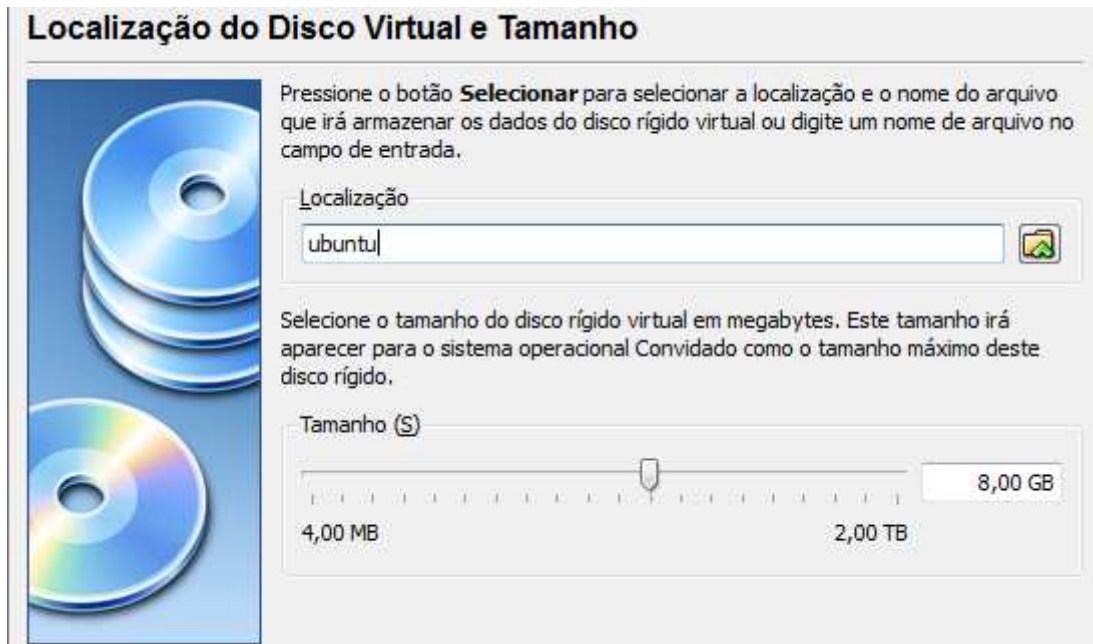 Localização do Disco Virtual e Tamanho
Pressione o botão Selecionar para selecionar a localização e o nome do arquivo
que irá armazenar os dados do disco rígido virtual ou digite um nome de arquivo no
campo de entrada.
Localização
ubuntu
Selecione o tamanho do disco rígido virtual em megabytes. Este tamanho irá
aparecer para o sistema operacional Convidado como o tamanho máximo deste
disco rígido.
Tamanho (S)
8,00 GB
4,00 MB
2,00 TB